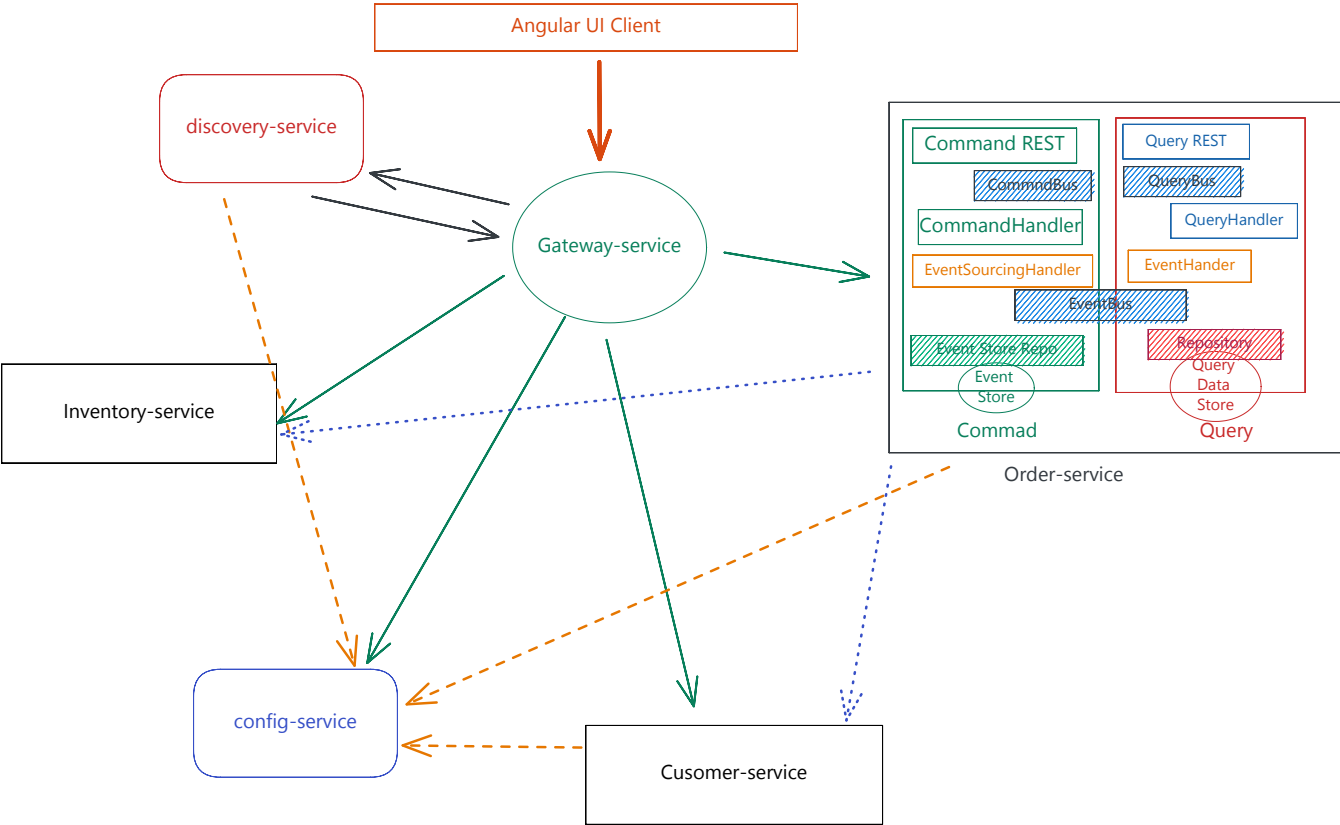 Angular UI Client
discovery-service
Gateway-service
Inventory-service
config-service
Cusomer-service
Command REST
CommndBus
CommandHandler
EventSourcingHandler
EventBus
Event Store Repo
Event
Store
Commad
Query REST
QueryBus
QueryHandler
EventHander
Repository
Query
Data
Store
Query
Order-service